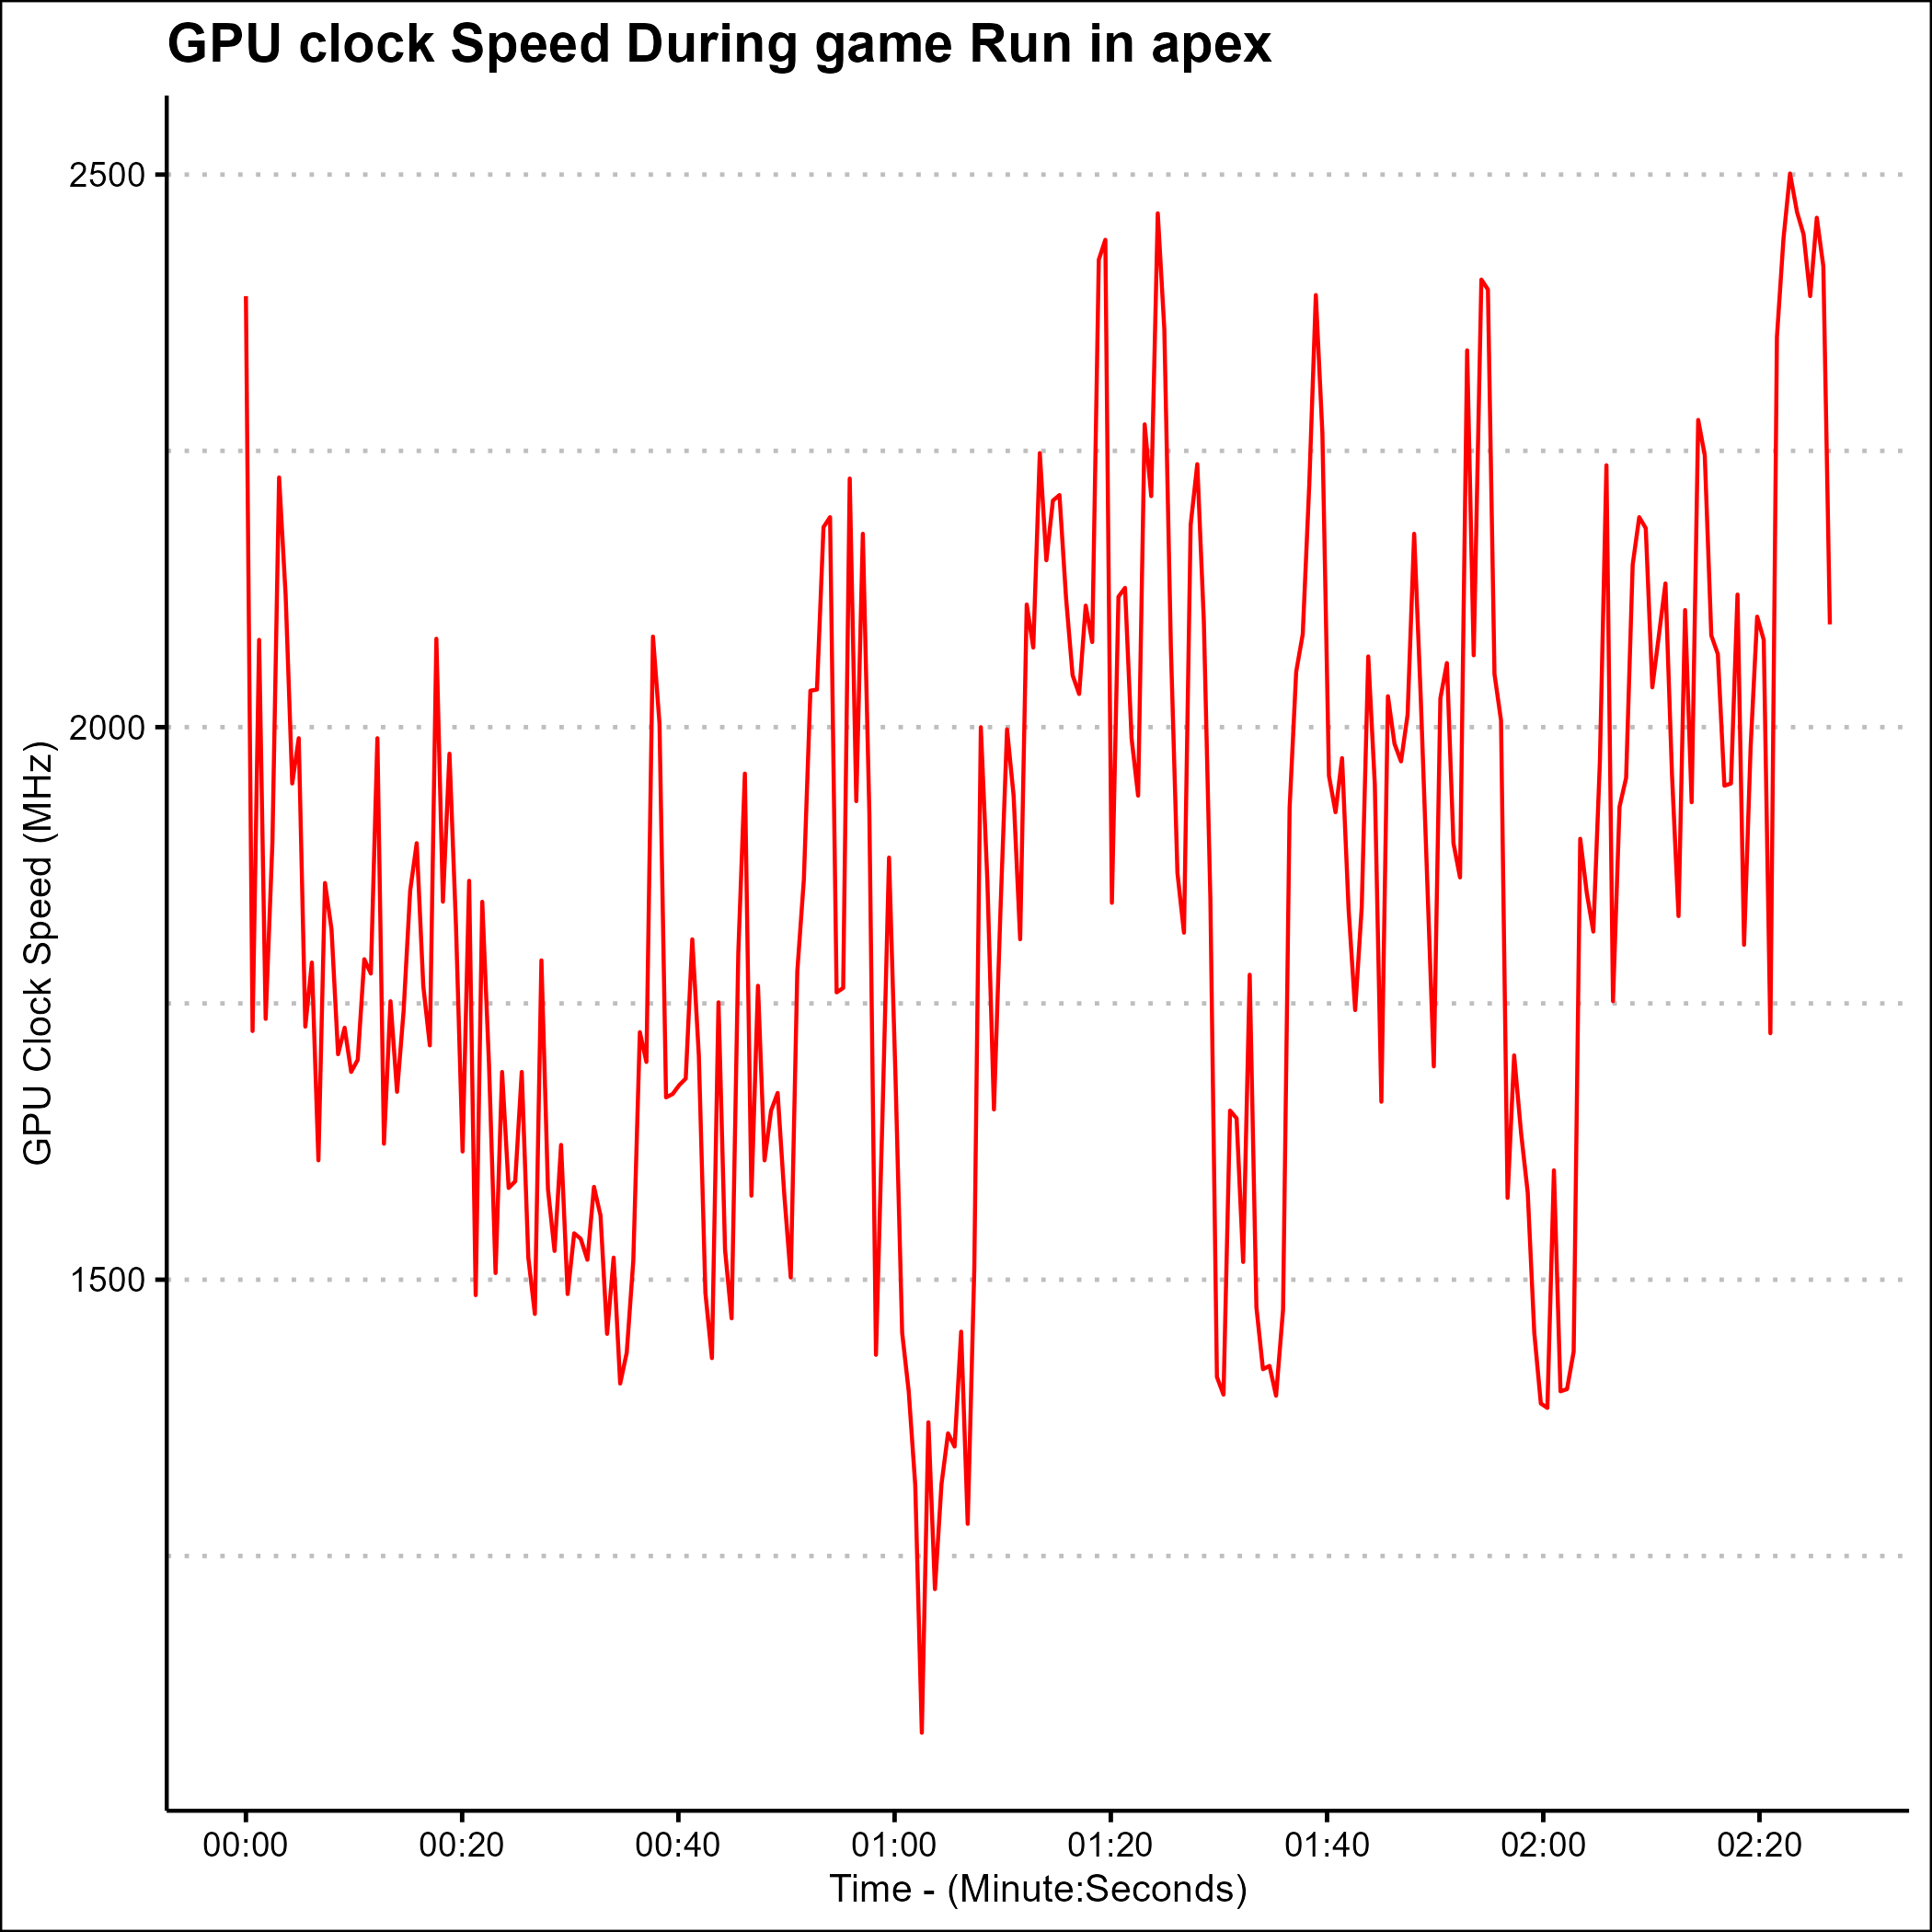 GPU clock Speed During game Run in apex
2500
2000
1500
GPU Clock Speed (MHz)
00:00 00:20 00:40 01:00 01:20 01:40 02:00 02:20
Time - (Minute:Seconds)